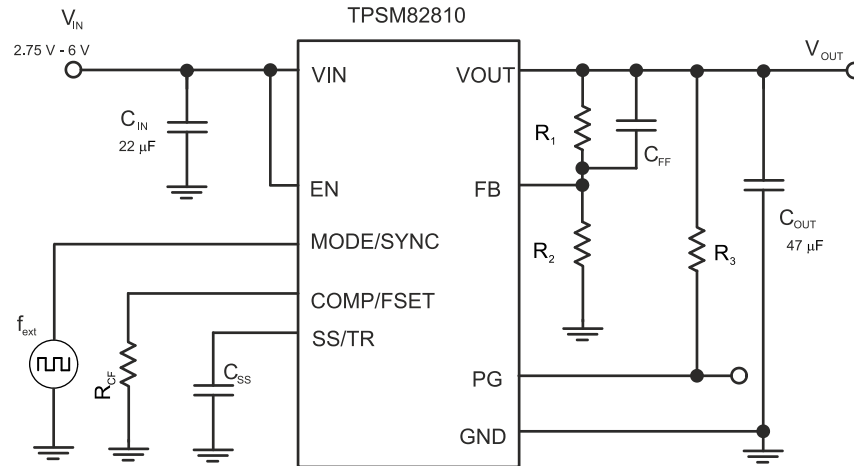 TPSM82810
V_IN
2.75 V - 6 V
VIN
VOUT
V_OUT
C_IN
22 μF
R_1
C_FF
EN
FB
MODE/SYNC
R_2
R_3
C_OUT
47 μF
COMP/FSET
f_ext
SS/TR
R_CF
C_SS
PG
GND